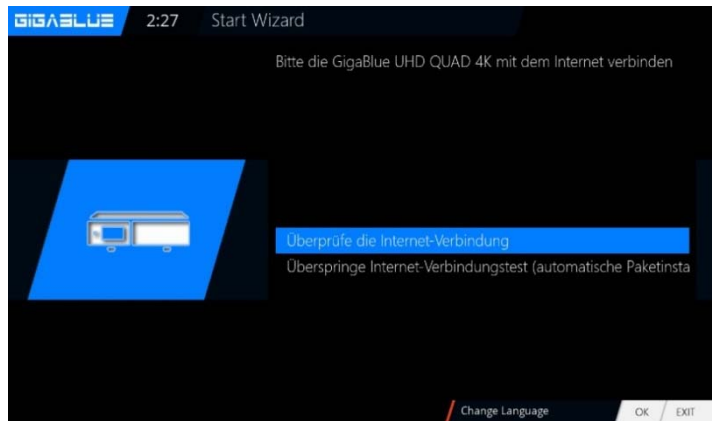 GIGABLUE 2:27 Start Wizard
Bitte die GigaBlue UHD QUAD 4K mit dem Internet verbinden
Überprüfe die Internet-Verbindung
Überspringe Internet-Verbindungstest (automatische Paketinsta
Change Language OK EXIT